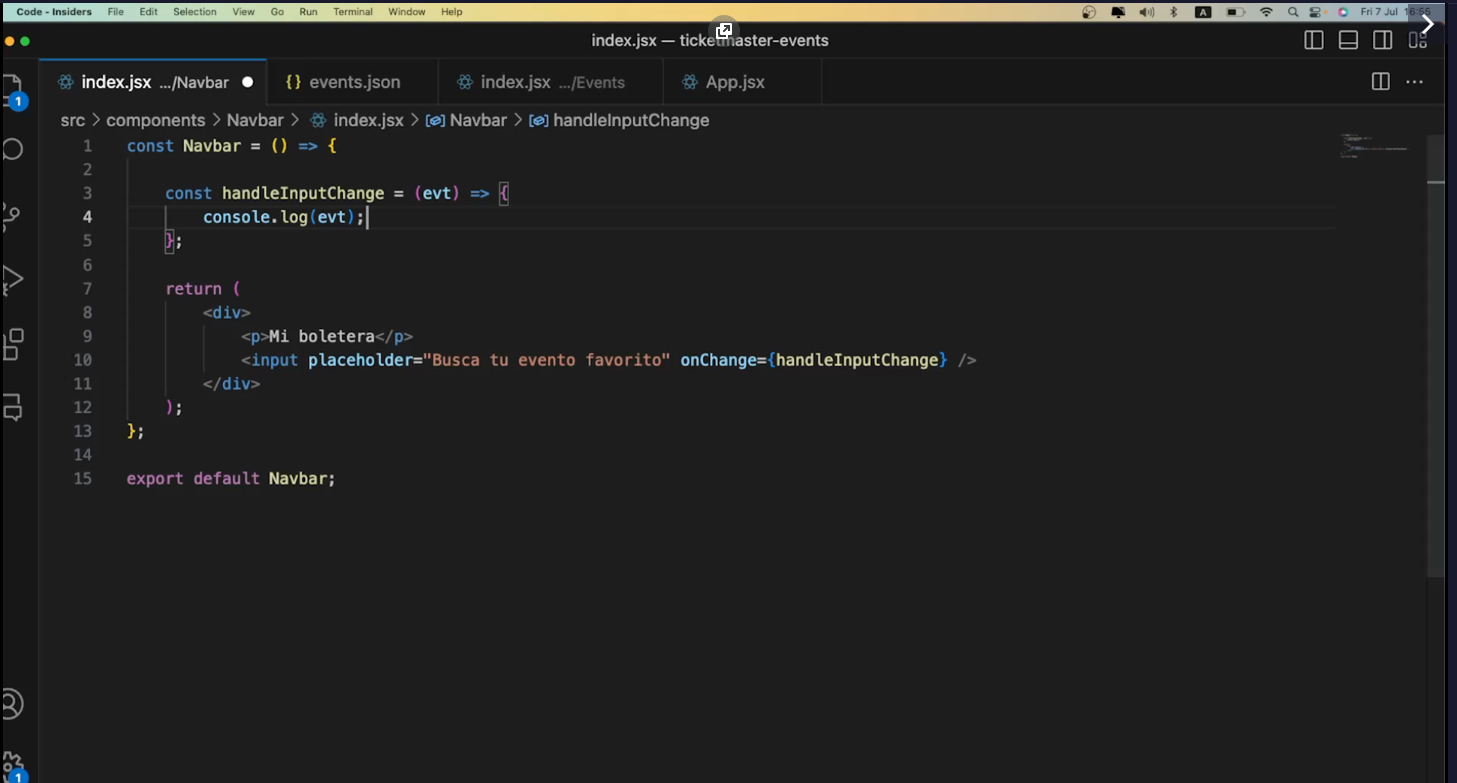 Code - Insiders File Edit Selection View Go Run Terminal Window Help A Fri 7 Jul 16:55
index.jsx — ticketmaster-events
1
index.jsx .../Navbar {} events.json index.jsx .../Events App.jsx
src > components > Navbar > index.jsx > Navbar > handleInputChange
1 const Navbar = () => {
2
3 const handleInputChange = (evt) => {
4 console.log(evt);
5 };
6
7 return (
8 <div>
9 <p>Mi boletera</p>
10 <input placeholder="Busca tu evento favorito" onChange={handleInputChange} />
11 </div>
12 );
13 };
14
15 export default Navbar;
1